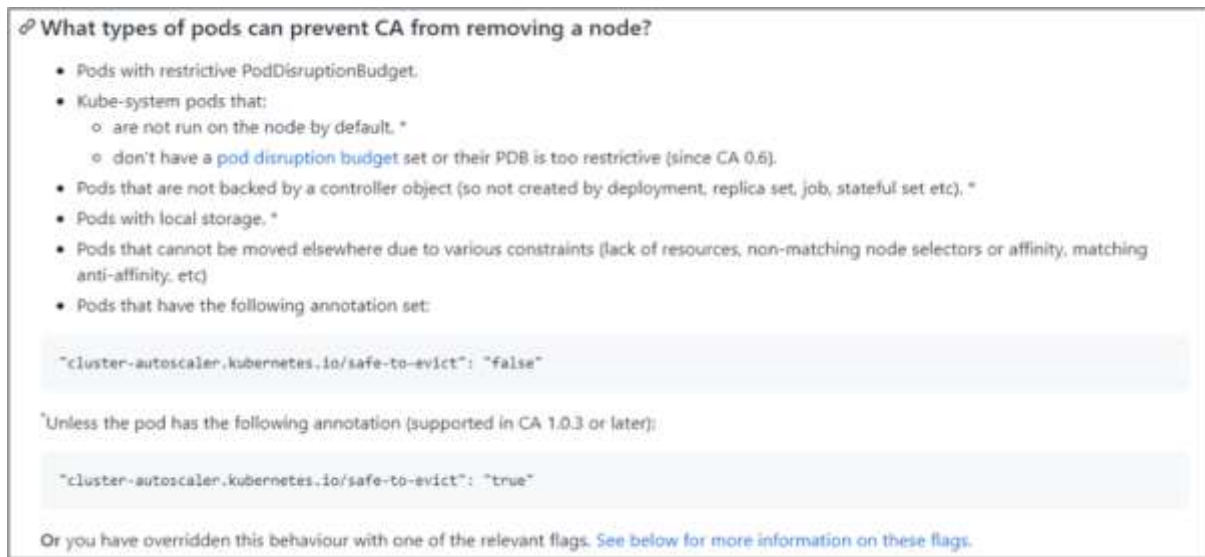 What types of pods can prevent CA from removing a node?
• Pods with restrictive PodDisruptionBudget.
• Kube-system pods that:
○ are not run on the node by default, *
○ don't have a pod disruption budget set or their PDB is too restrictive (since CA 0.6).
• Pods that are not backed by a controller object (so not created by deployment, replica set, job, stateful set etc). *
• Pods with local storage. *
• Pods that cannot be moved elsewhere due to various constraints (lack of resources, non-matching node selectors or affinity, matching
anti-affinity, etc)
• Pods that have the following annotation set:
"cluster-autoscaler.kubernetes.io/safe-to-evict": "false"
*Unless the pod has the following annotation (supported in CA 1.0.3 or later):
"cluster-autoscaler.kubernetes.io/safe-to-evict": "true"
Or you have overridden this behaviour with one of the relevant flags. See below for more information on these flags.